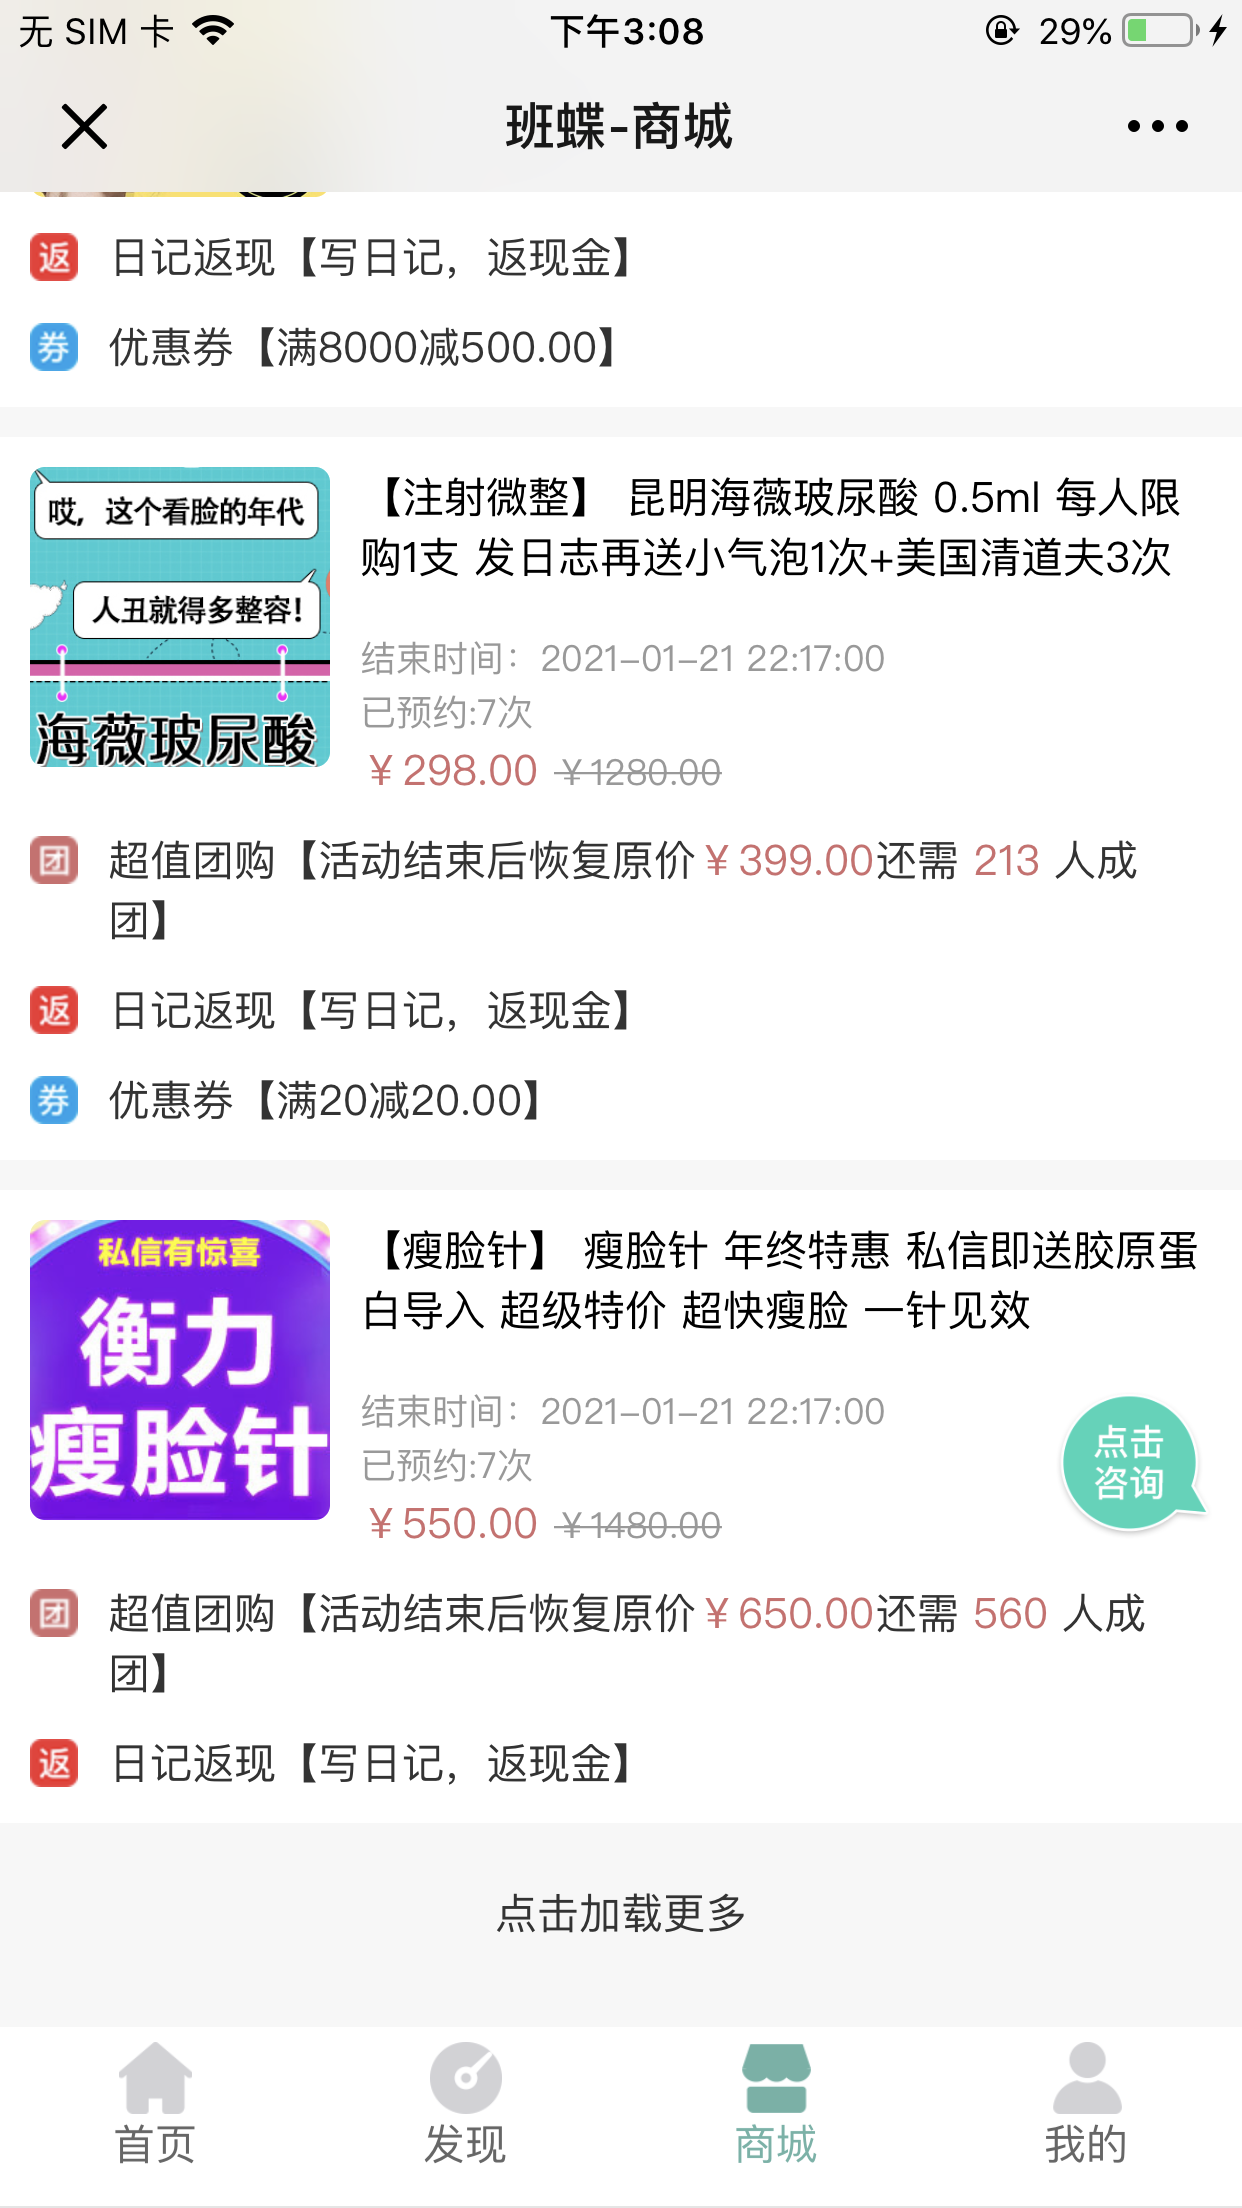 无 SIM 卡
下午3:08
29%
班蝶-商城
返 日记返现【写日记，返现金】
券 优惠券【满8000减500.00】
哎，这个看脸的年代
人丑就得多整容！
海薇玻尿酸
【注射微整】 昆明海薇玻尿酸 0.5ml 每人限
购1支 发日志再送小气泡1次+美国清道夫3次
结束时间：2021-01-21 22:17:00
已预约:7次
￥298.00 ￥1280.00
团 超值团购【活动结束后恢复原价￥399.00还需 213 人成
团】
返 日记返现【写日记，返现金】
券 优惠券【满20减20.00】
私信有惊喜
衡力
瘦脸针
【瘦脸针】 瘦脸针 年终特惠 私信即送胶原蛋
白导入 超级特价 超快瘦脸 一针见效
结束时间：2021-01-21 22:17:00
已预约:7次
￥550.00 ￥1480.00
点击
咨询
团 超值团购【活动结束后恢复原价￥650.00还需 560 人成
团】
返 日记返现【写日记，返现金】
点击加载更多
首页
发现
商城
我的